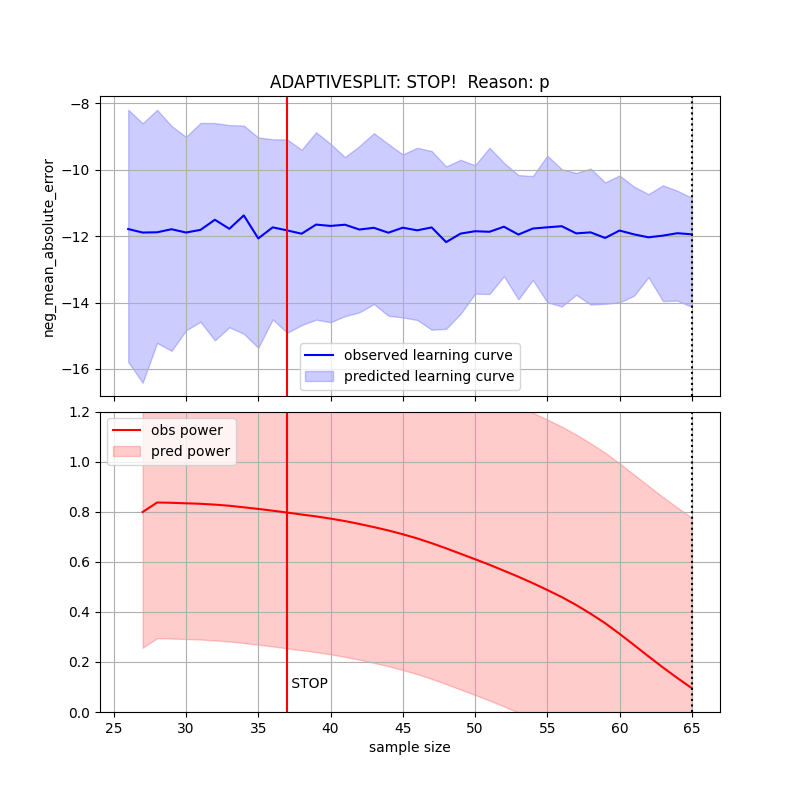 ADAPTIVESPLIT: STOP!  Reason: p
neg_mean_absolute_error
−8
−10
−12
−14
−16
observed learning curve
predicted learning curve
1.2
1.0
0.8
0.6
0.4
0.2
0.0
obs power
pred power
STOP
25 30 35 40 45 50 55 60 65
sample size